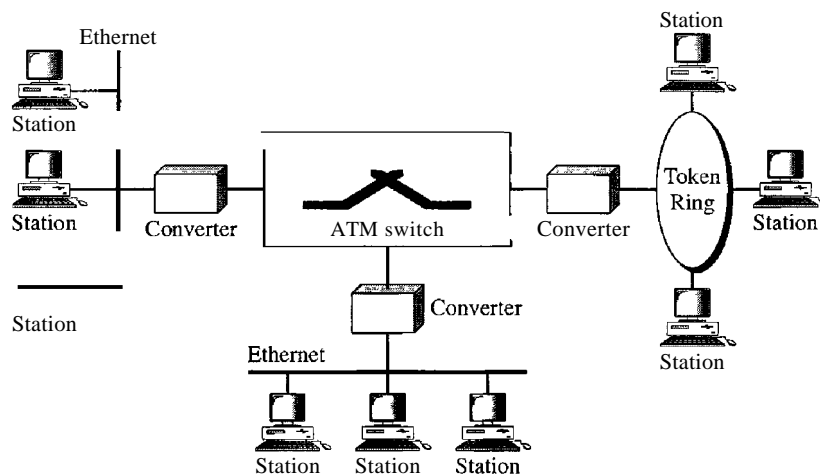 Ethernet
Station
Station
Station
Converter
ATM switch
Converter
Token
Ring
Station
Station
Converter
Station
Ethernet
Station
Station
Station
Station